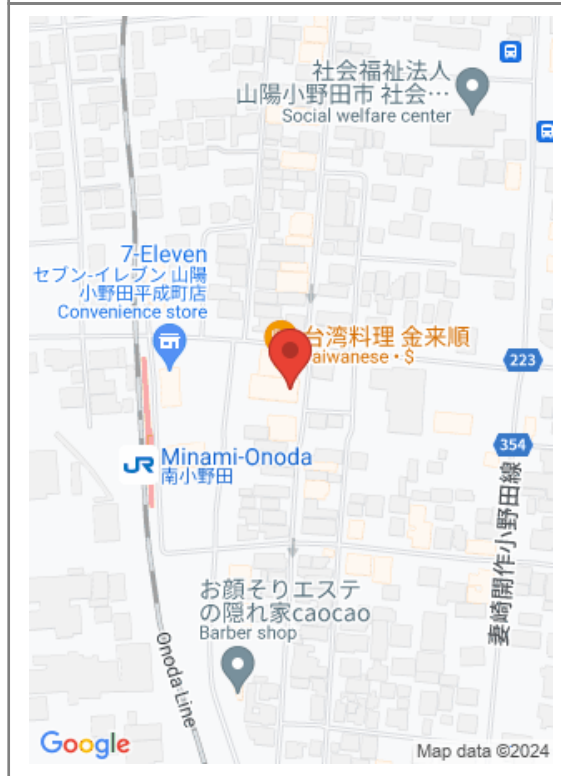 社会福祉法人
山陽小野田市 社会…
Social welfare center
7-Eleven
セブン-イレブン 山陽
小野田平成町店
Convenience store
台湾料理 金来順
aiwanese • $
223
354
JR
Minami-Onoda
南小野田
妻崎開作小野田線
お顔そりエステ
の隠れ家caocao
Barber shop
Onoda Line
Google
Map data ©2024